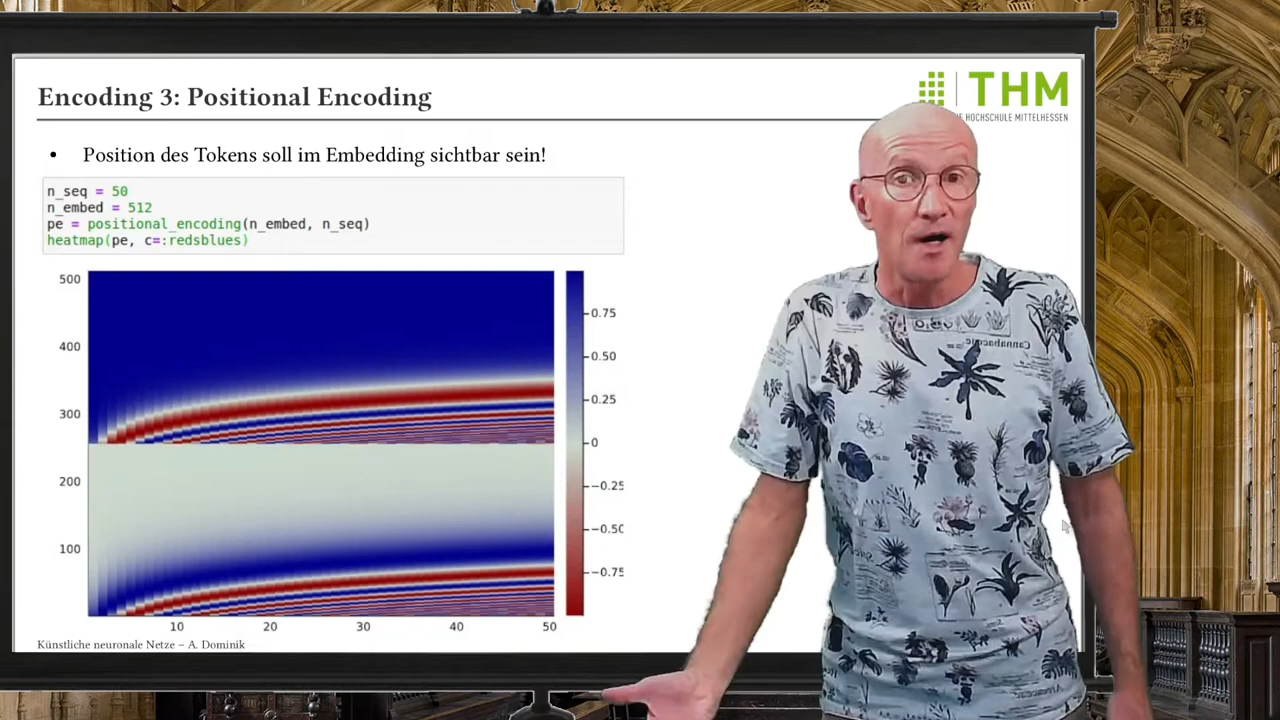 Encoding 3: Positional Encoding
THM
HOCHSCHULE MITTELHESSEN
• Position des Tokens soll im Embedding sichtbar sein!
n_seq = 50
n_embed = 512
pe = positional_encoding(n_embed, n_seq)
heatmap(pe, c=:redsblues)
500
400
300
200
100
10 20 30 40 50
0.75
0.50
0.25
0
−0.25
−0.50
−0.75
Künstliche neuronale Netze – A. Dominik
Cannabaceae